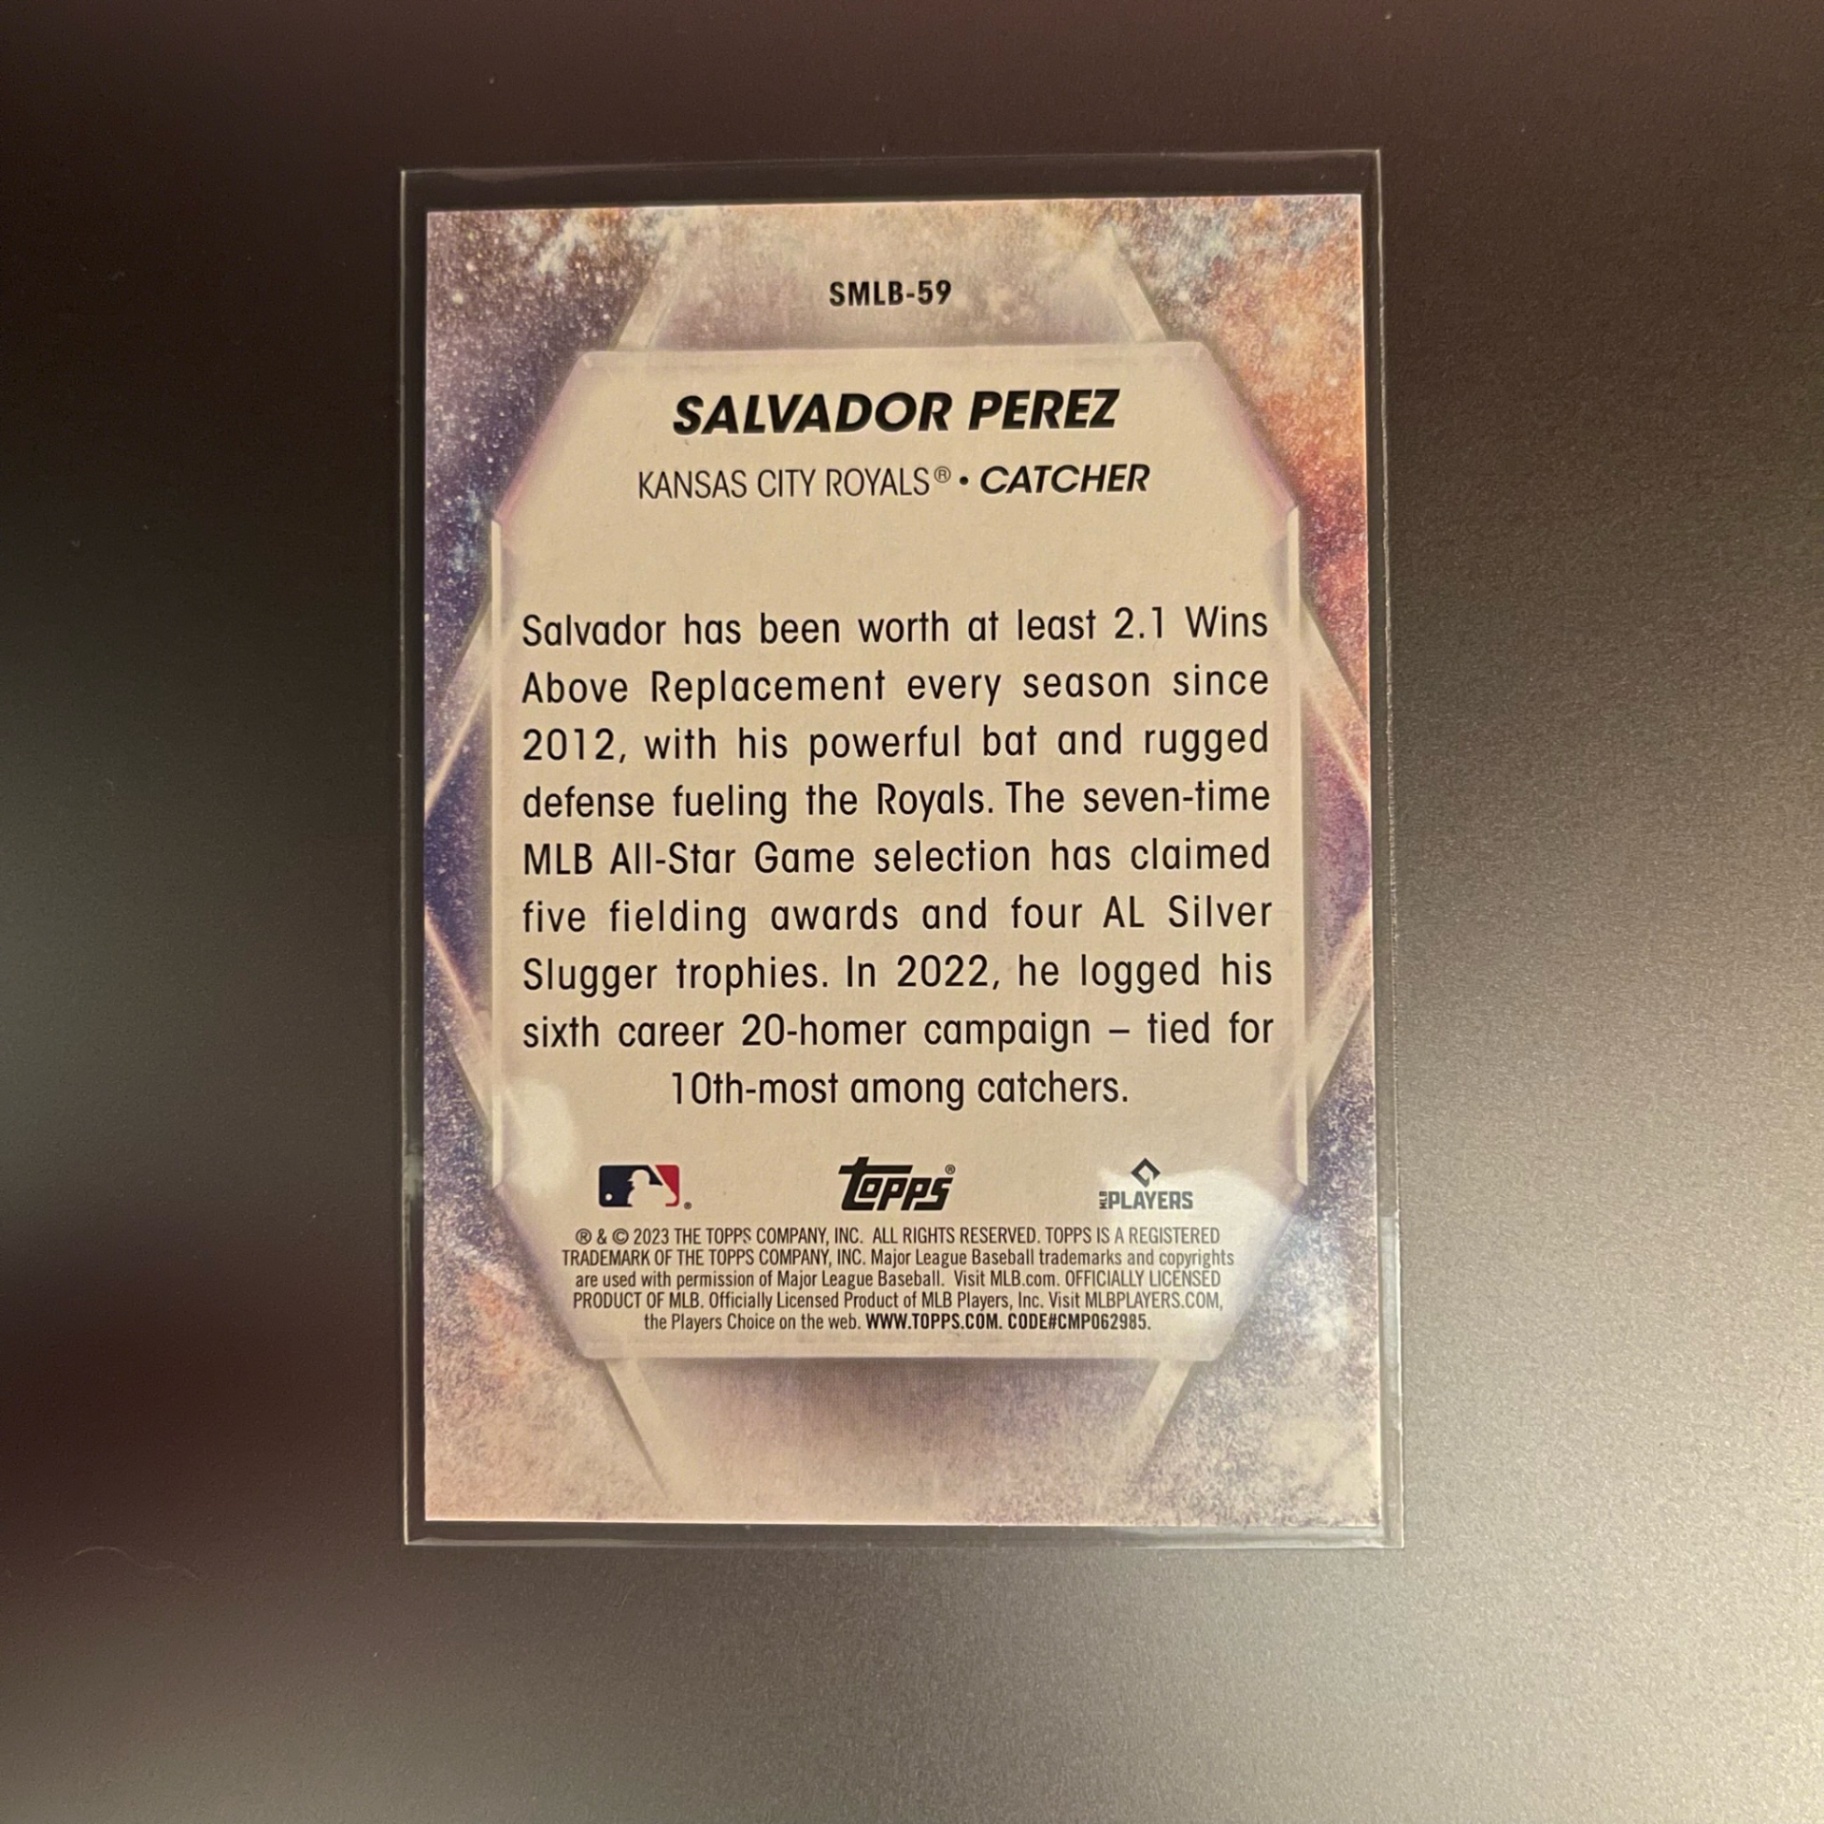 SMLB-59
SALVADOR PEREZ
KANSAS CITY ROYALS® • CATCHER
Salvador has been worth at least 2.1 Wins
Above Replacement every season since
2012, with his powerful bat and rugged
defense fueling the Royals. The seven-time
MLB All-Star Game selection has claimed
five fielding awards and four AL Silver
Slugger trophies. In 2022, he logged his
sixth career 20-homer campaign – tied for
10th-most among catchers.
® topps® MLB PLAYERS
® & © 2023 THE TOPPS COMPANY, INC. ALL RIGHTS RESERVED. TOPPS IS A REGISTERED
TRADEMARK OF THE TOPPS COMPANY, INC. Major League Baseball trademarks and copyrights
are used with permission of Major League Baseball. Visit MLB.com. OFFICIALLY LICENSED
PRODUCT OF MLB. Officially Licensed Product of MLB Players, Inc. Visit MLBPLAYERS.COM,
the Players Choice on the web. WWW.TOPPS.COM. CODE#CMP062985.